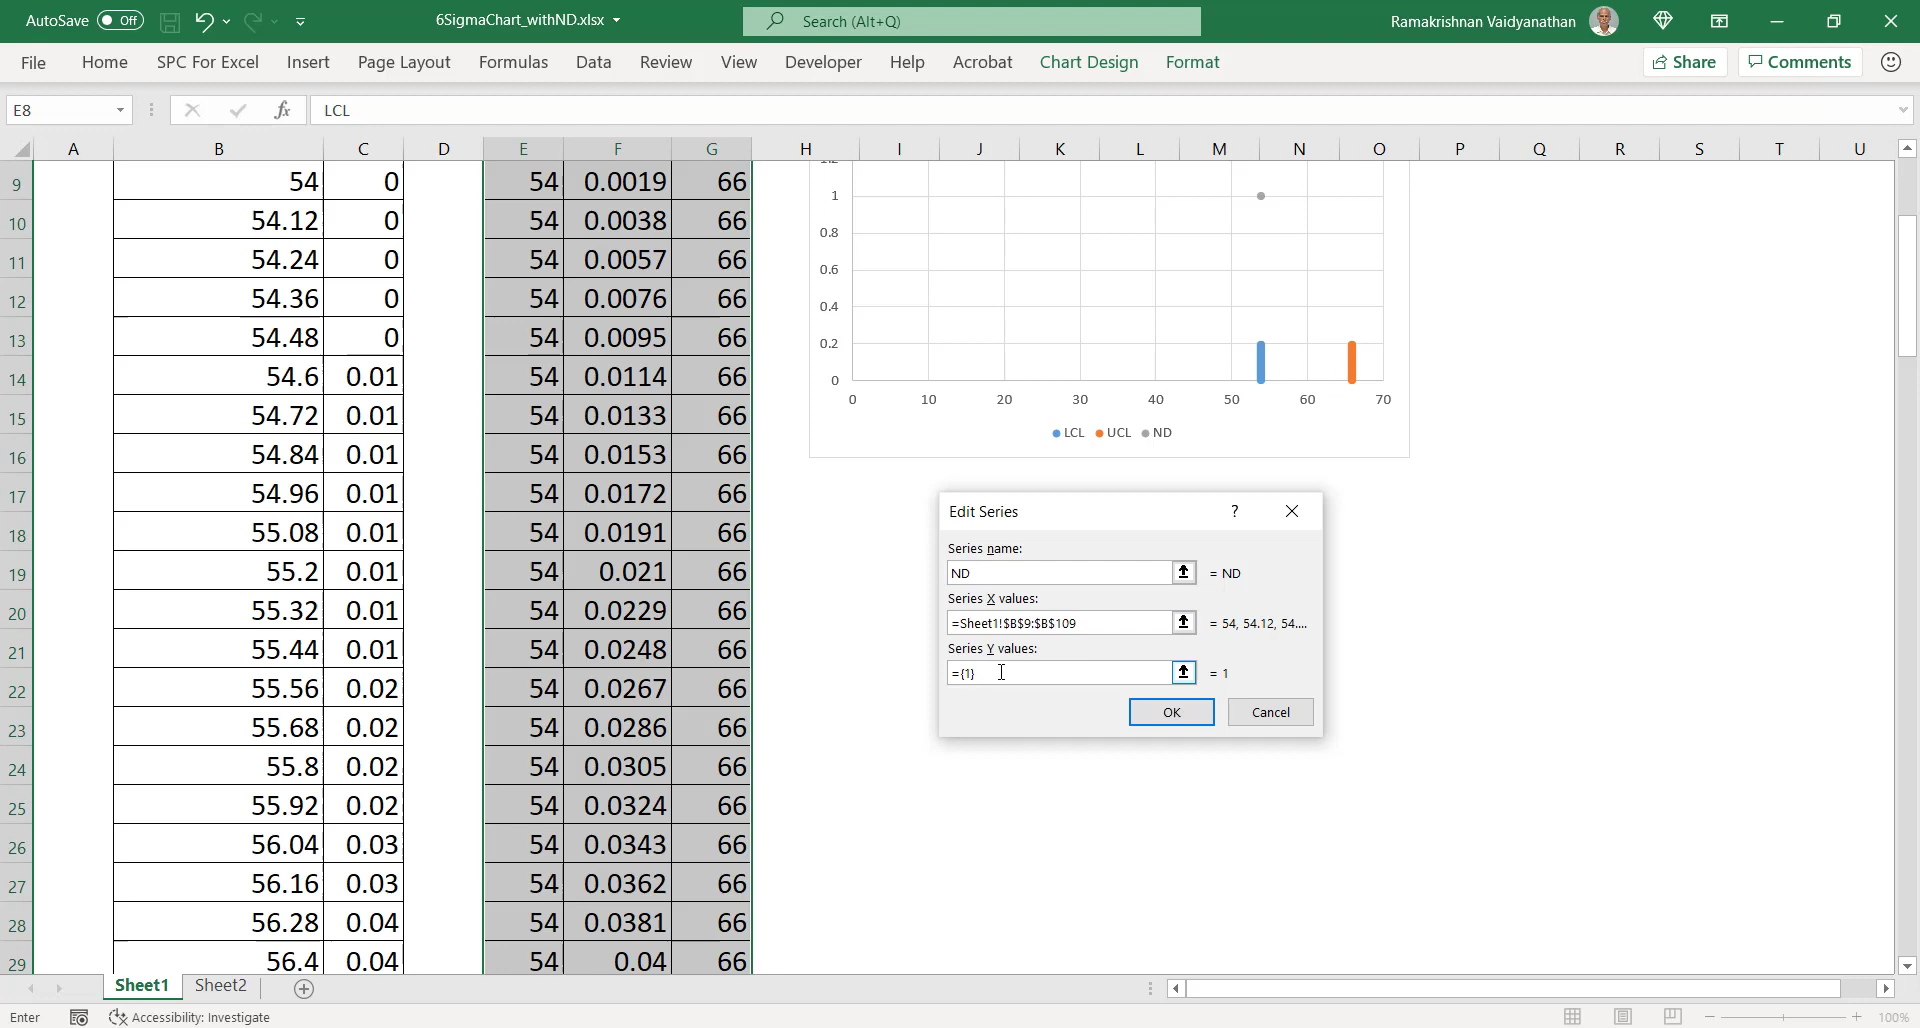 AutoSave Off 6SigmaChart_withND.xlsx Search (Alt+Q) Ramakrishnan Vaidyanathan
File Home SPC For Excel Insert Page Layout Formulas Data Review View Developer Help Acrobat Chart Design Format Share Comments
E8 fx LCL
A B C D E F G H I J K L M N O P Q R S T U
9 54 0 54 0.0019 66
10 54.12 0 54 0.0038 66
11 54.24 0 54 0.0057 66
12 54.36 0 54 0.0076 66
13 54.48 0 54 0.0095 66
14 54.6 0.01 54 0.0114 66
15 54.72 0.01 54 0.0133 66
16 54.84 0.01 54 0.0153 66
17 54.96 0.01 54 0.0172 66
18 55.08 0.01 54 0.0191 66
19 55.2 0.01 54 0.021 66
20 55.32 0.01 54 0.0229 66
21 55.44 0.01 54 0.0248 66
22 55.56 0.02 54 0.0267 66
23 55.68 0.02 54 0.0286 66
24 55.8 0.02 54 0.0305 66
25 55.92 0.02 54 0.0324 66
26 56.04 0.03 54 0.0343 66
27 56.16 0.03 54 0.0362 66
28 56.28 0.04 54 0.0381 66
29 56.4 0.04 54 0.04 66
1
0.8
0.6
0.4
0.2
0
0 10 20 30 40 50 60 70
LCL UCL ND
Edit Series ?
Series name:
ND = ND
Series X values:
=Sheet1!$B$9:$B$109 = 54, 54.12, 54....
Series Y values:
={1} = 1
OK Cancel
Sheet1 Sheet2
Enter Accessibility: Investigate 100%